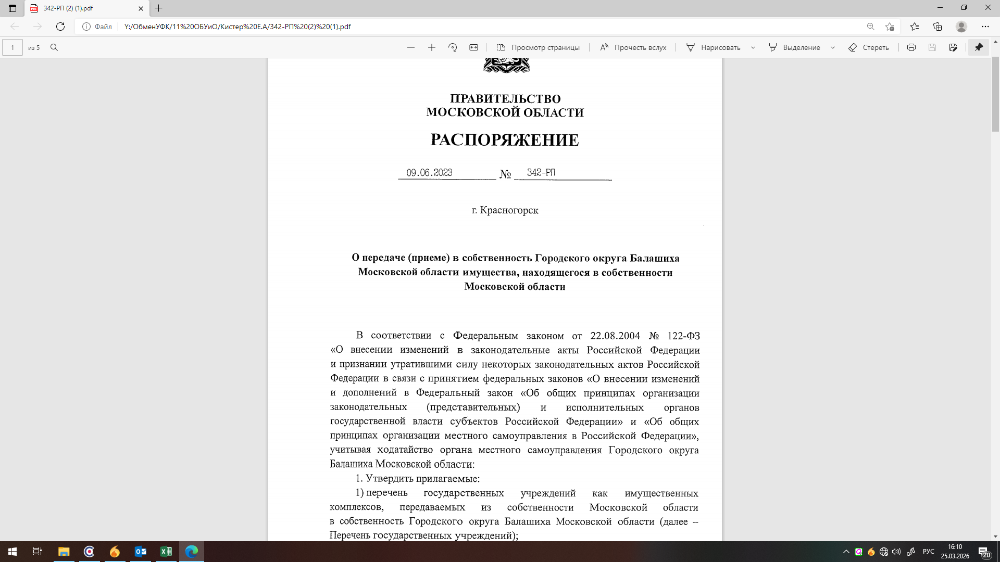 342-РП (2) (1).pdf
Файл
Y:/ОбменУФК/11%20ОБУиО/Кистер%20Е.А/342-РП%20(2)%20(1).pdf
1
из 5
Просмотр страницы
Прочесть вслух
Нарисовать
Выделение
Стереть
ПРАВИТЕЛЬСТВО
МОСКОВСКОЙ ОБЛАСТИ
РАСПОРЯЖЕНИЕ
09.06.2023 № 342-РП
г. Красногорск
О передаче (приеме) в собственность Городского округа Балашиха
Московской области имущества, находящегося в собственности
Московской области
В соответствии с Федеральным законом от 22.08.2004 № 122-ФЗ
«О внесении изменений в законодательные акты Российской Федерации
и признании утратившими силу некоторых законодательных актов Российской
Федерации в связи с принятием федеральных законов «О внесении изменений
и дополнений в Федеральный закон «Об общих принципах организации
законодательных (представительных) и исполнительных органов
государственной власти субъектов Российской Федерации» и «Об общих
принципах организации местного самоуправления в Российской Федерации»,
учитывая ходатайство органа местного самоуправления Городского округа
Балашиха Московской области:
1. Утвердить прилагаемые:
1) перечень государственных учреждений как имущественных
комплексов, передаваемых из собственности Московской области
в собственность Городского округа Балашиха Московской области (далее –
Перечень государственных учреждений);
РУС
16:10
25.03.2026
20